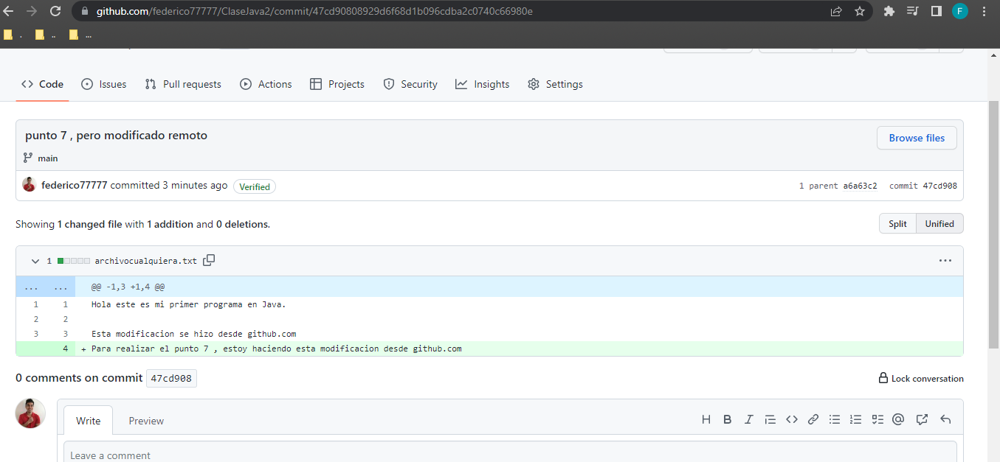 github.com/federico77777/ClaseJava2/commit/47cd90808929d6f68d1b096cdba2c0740c66980e
F
. .. ...
Code Issues Pull requests Actions Projects Security Insights Settings
punto 7 , pero modificado remoto
Browse files
main
federico77777 committed 3 minutes ago Verified 1 parent a6a63c2 commit 47cd908
Showing 1 changed file with 1 addition and 0 deletions. Split Unified
1 archivocualquiera.txt ...
... ... @@ -1,3 +1,4 @@
1 1 Hola este es mi primer programa en Java.
2 2
3 3 Esta modificacion se hizo desde github.com
4 + Para realizar el punto 7 , estoy haciendo esta modificacion desde github.com
0 comments on commit 47cd908 Lock conversation
Write Preview H B I
Leave a comment